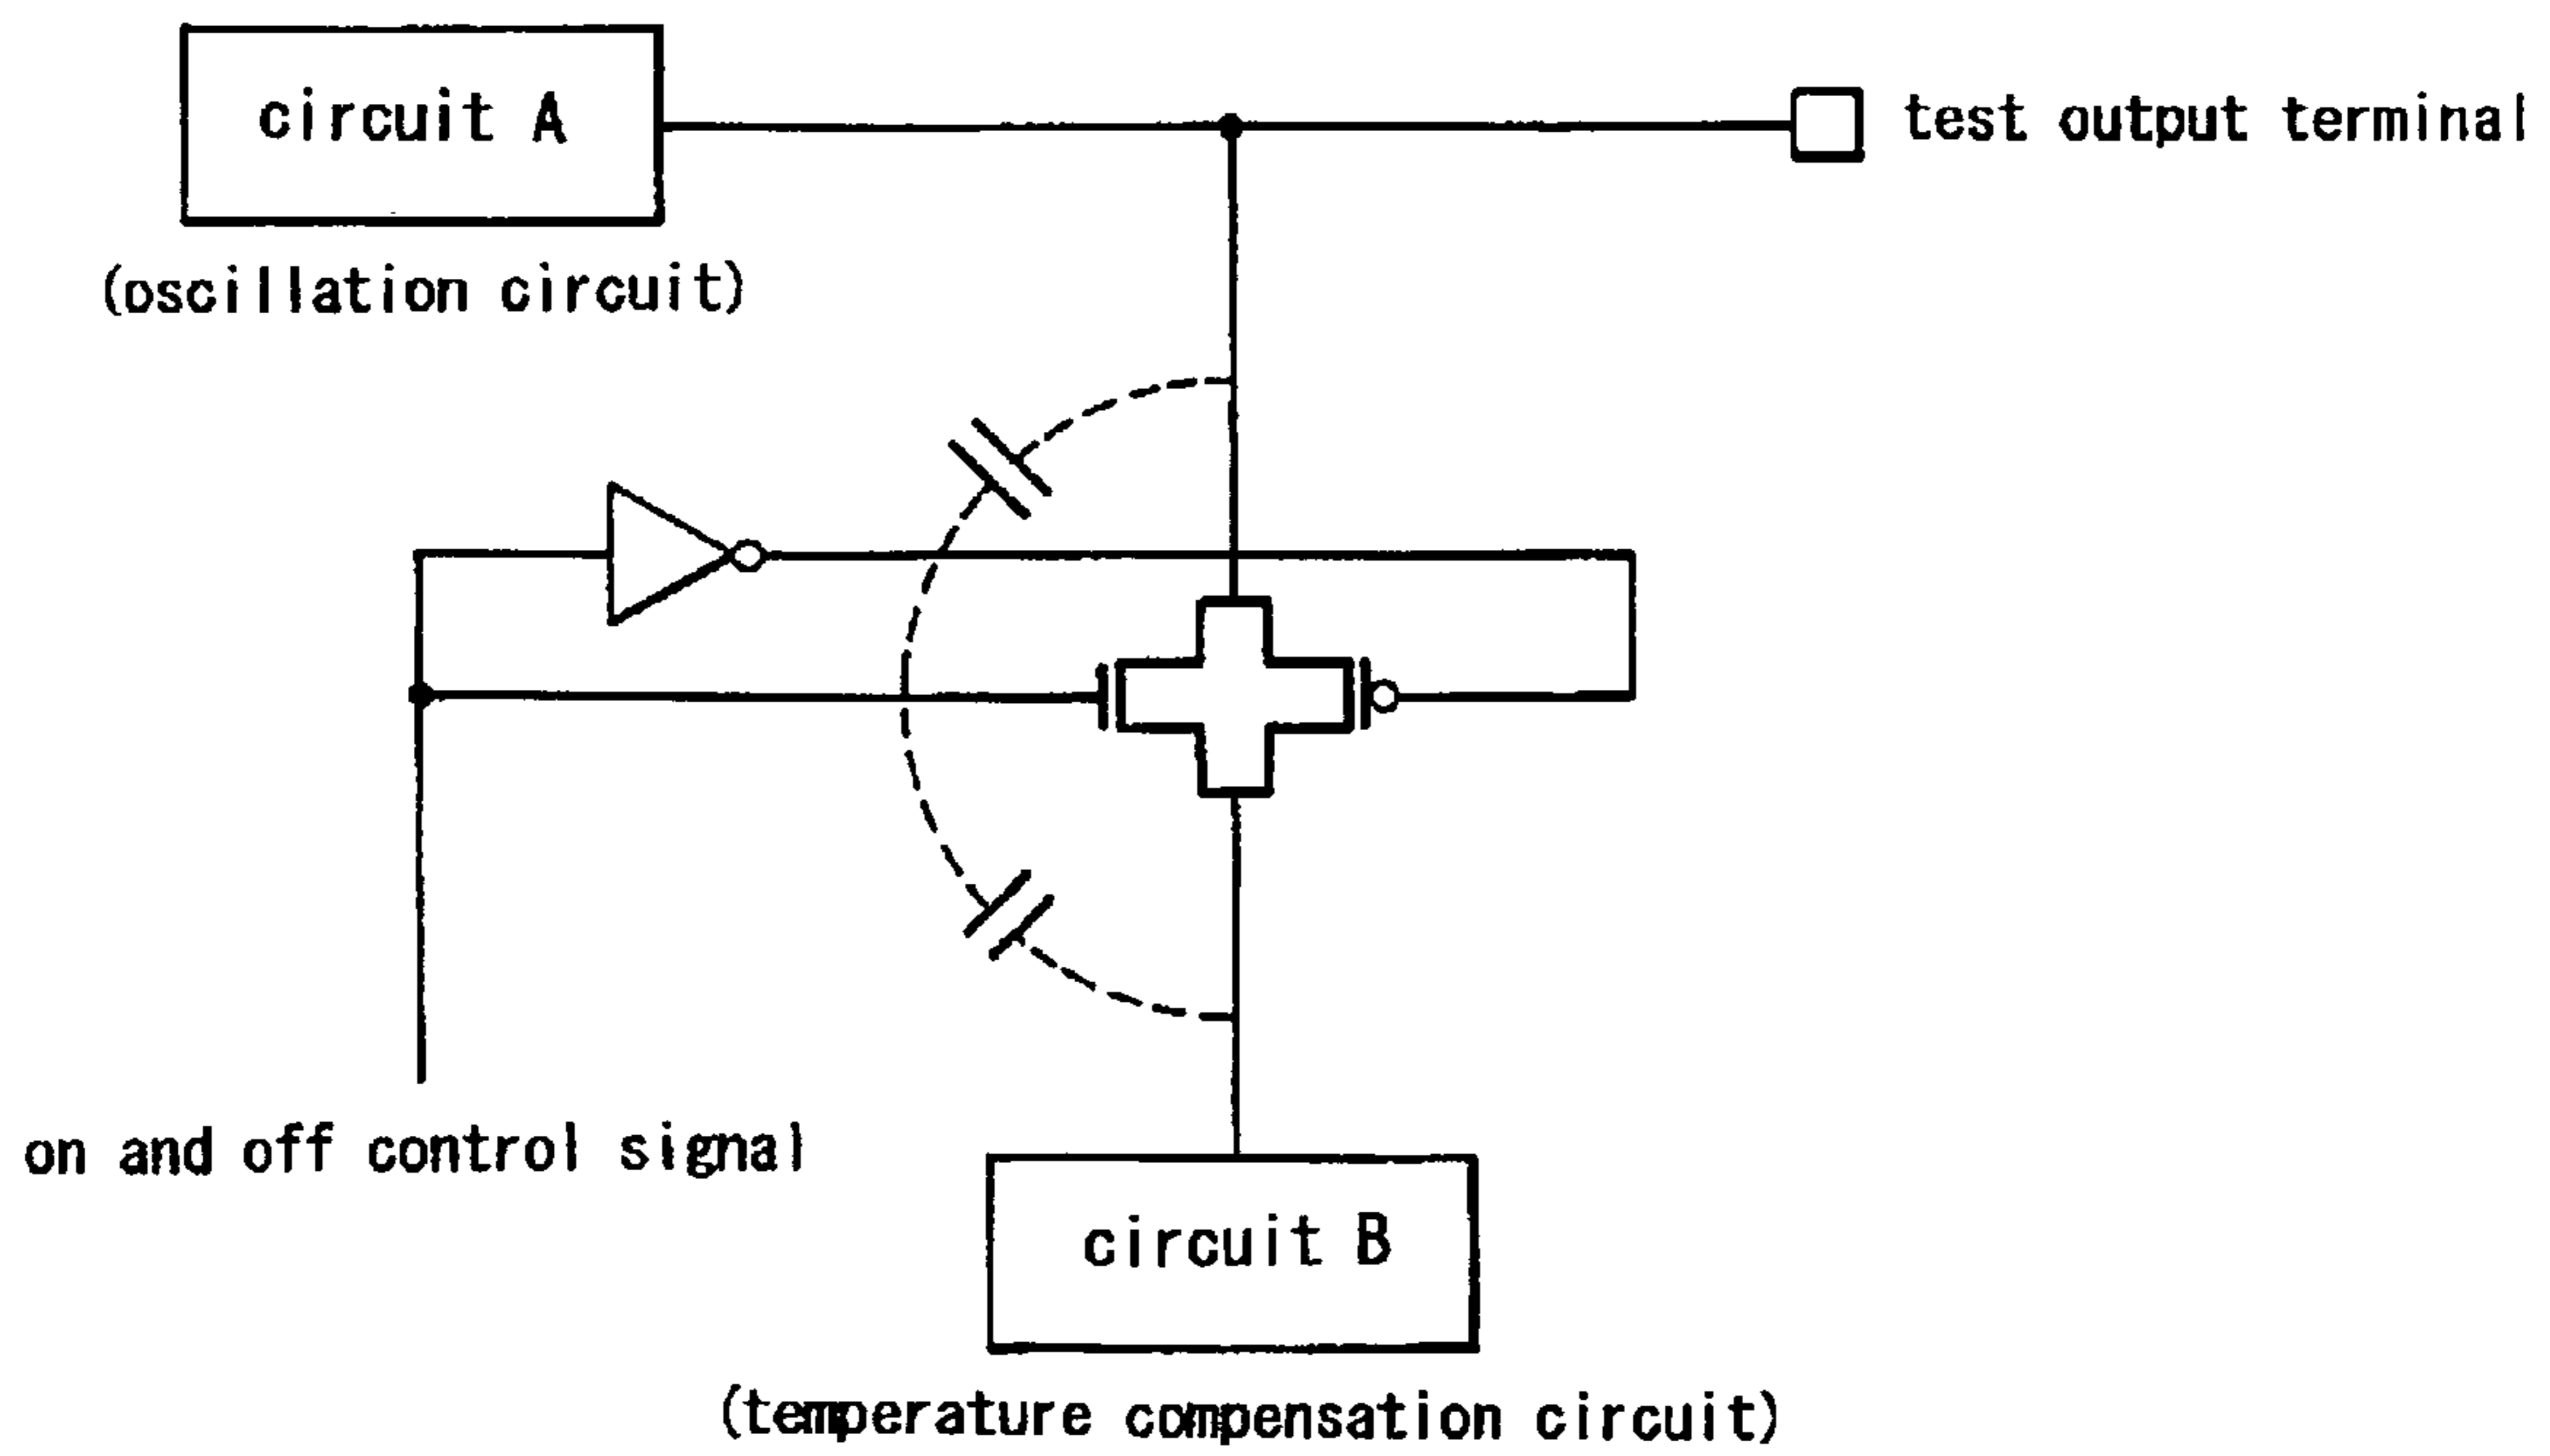 circuit A
test output terminal
(oscillation circuit)
on and off control signal
circuit B
(temperature compensation circuit)